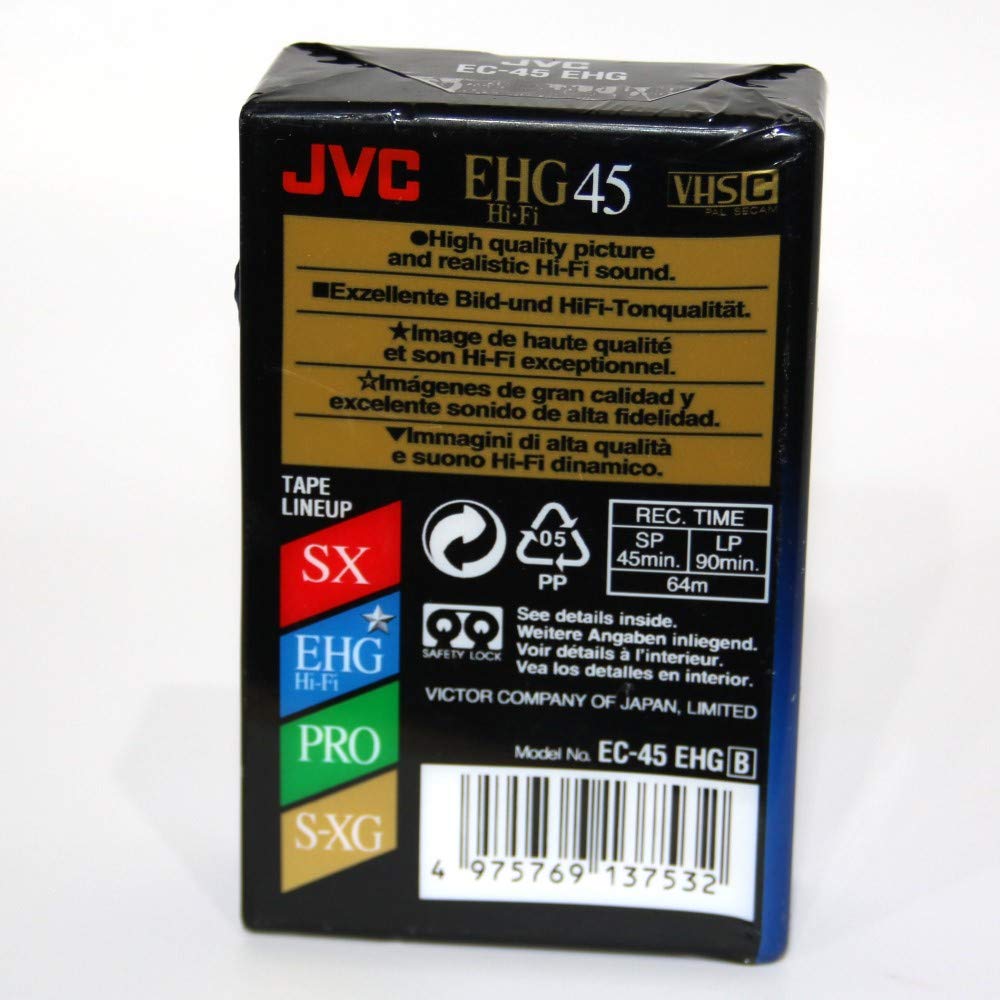 JVC
EC-45 EHG
JVC
EHG 45
Hi-Fi
VHS C
PAL SECAM
●High quality picture
and realistic Hi-Fi sound.
■Exzellente Bild-und HiFi-Tonqualität.
★Image de haute qualité
et son Hi-Fi exceptionnel.
☆Imágenes de gran calidad y
excelente sonido de alta fidelidad.
▼Immagini di alta qualità
e suono Hi-Fi dinamico.
TAPE
LINEUP
SX
EHG
Hi-Fi
PRO
S-XG
05
PP
REC. TIME
SP LP
45min. 90min.
64m
SAFETY LOCK
See details inside.
Weitere Angaben inliegend.
Voir détails à l'interieur.
Vea los detalles en interior.
VICTOR COMPANY OF JAPAN, LIMITED
Model No. EC-45 EHG B
4 975769 137532